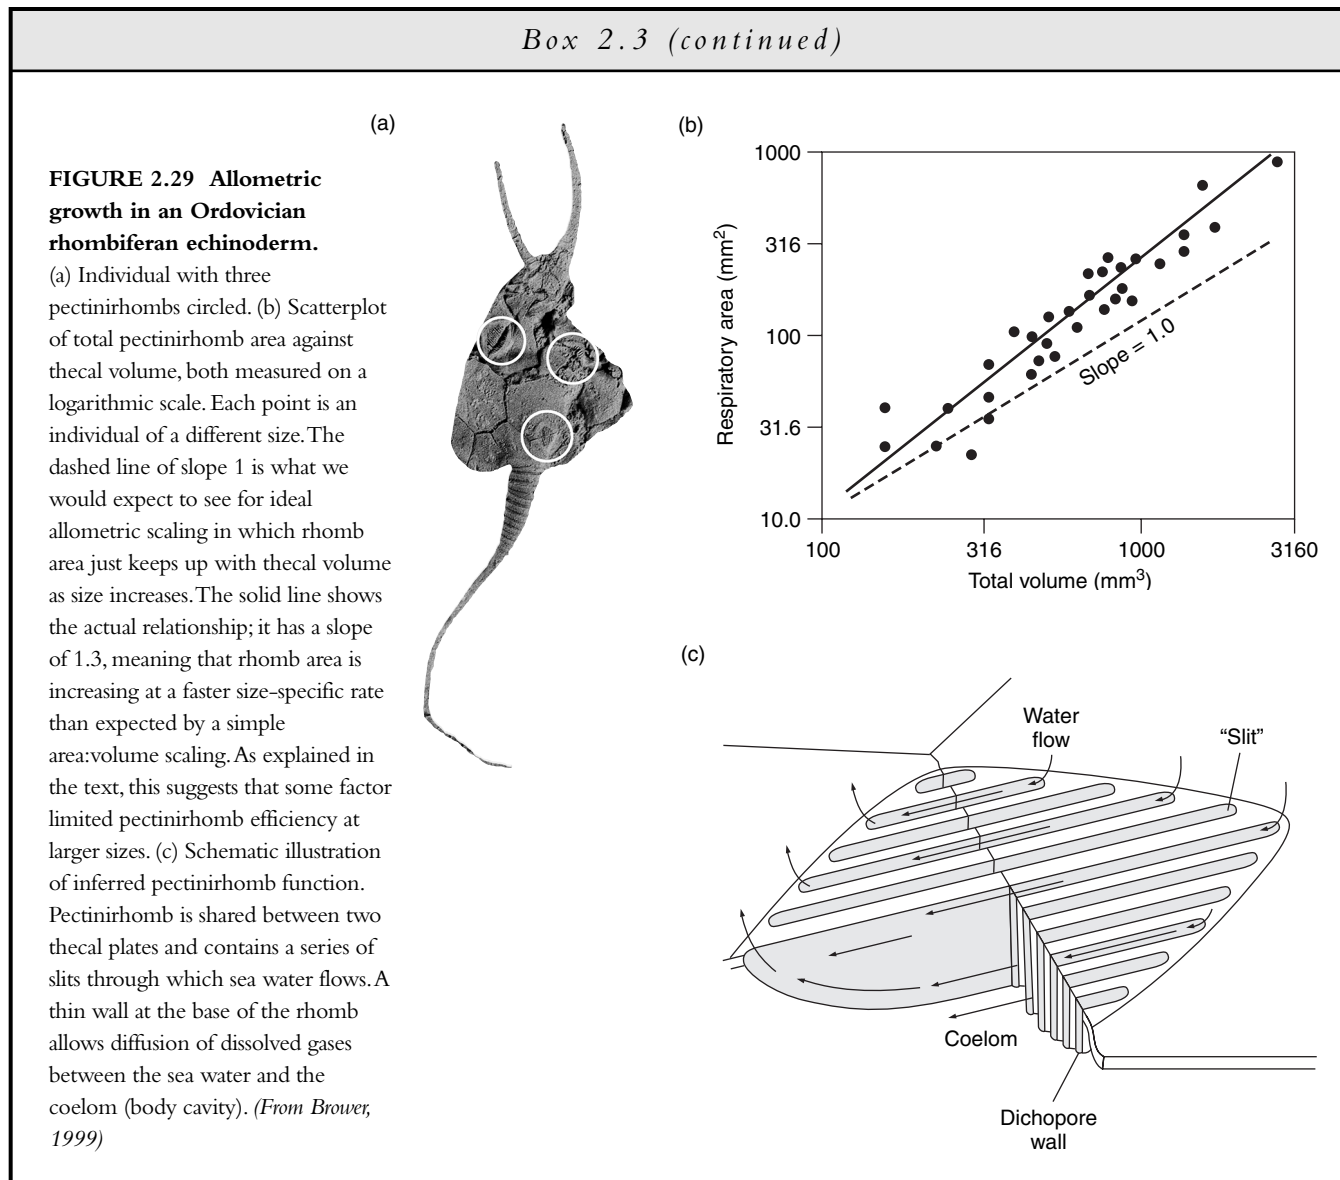 Box 2.3 (continued)
FIGURE 2.29 Allometric
growth in an Ordovician
rhombiferan echinoderm.
(a) Individual with three
pectinirhombs circled. (b) Scatterplot
of total pectinirhomb area against
thecal volume, both measured on a
logarithmic scale. Each point is an
individual of a different size. The
dashed line of slope 1 is what we
would expect to see for ideal
allometric scaling in which rhomb
area just keeps up with thecal volume
as size increases. The solid line shows
the actual relationship; it has a slope
of 1.3, meaning that rhomb area is
increasing at a faster size-specific rate
than expected by a simple
area:volume scaling. As explained in
the text, this suggests that some factor
limited pectinirhomb efficiency at
larger sizes. (c) Schematic illustration
of inferred pectinirhomb function.
Pectinirhomb is shared between two
thecal plates and contains a series of
slits through which sea water flows. A
thin wall at the base of the rhomb
allows diffusion of dissolved gases
between the sea water and the
coelom (body cavity). (From Brower,
1999)
(a)
(b)
Respiratory area (mm²)
1000
316
100
31.6
10.0
Slope = 1.0
100
316
1000
3160
Total volume (mm³)
(c)
Water
flow
"Slit"
Coelom
Dichopore
wall